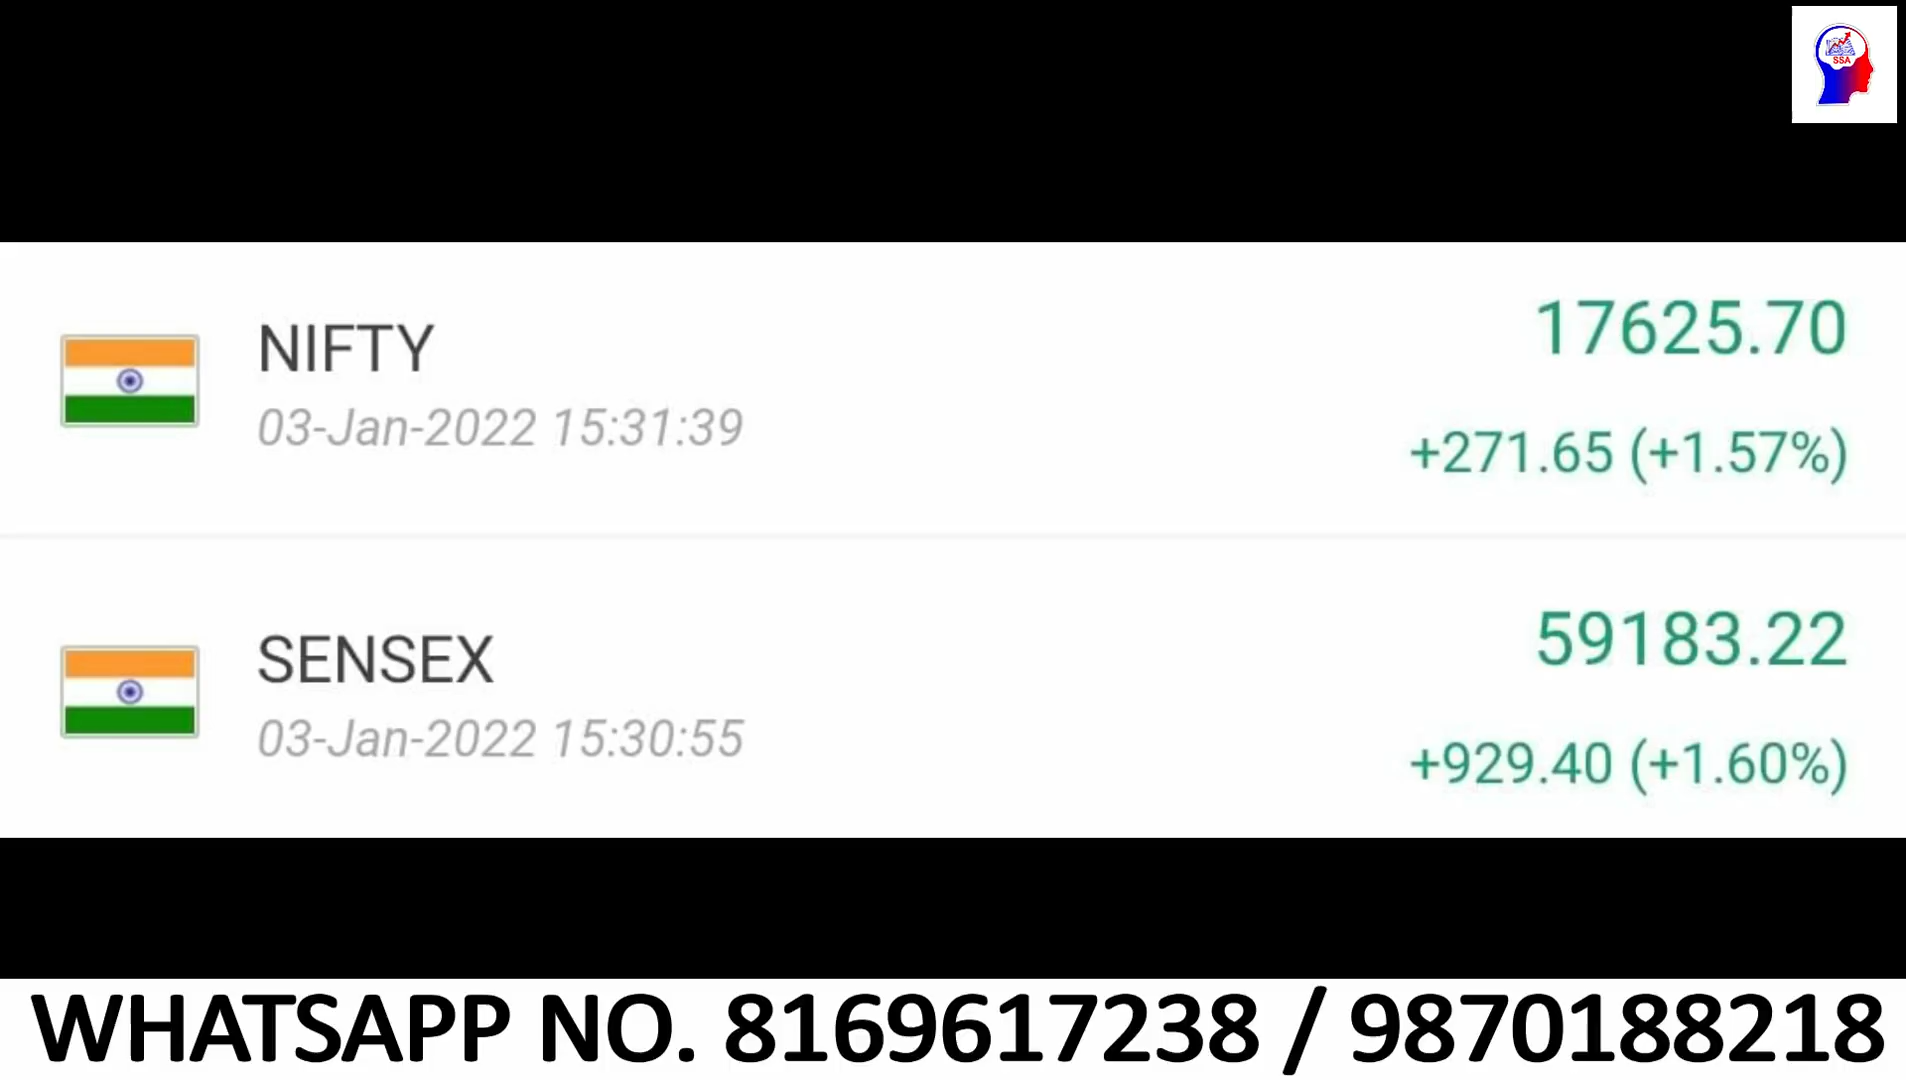 SSA
NIFTY
17625.70
03-Jan-2022 15:31:39
+271.65 (+1.57%)
SENSEX
59183.22
03-Jan-2022 15:30:55
+929.40 (+1.60%)
WHATSAPP NO. 8169617238 / 9870188218